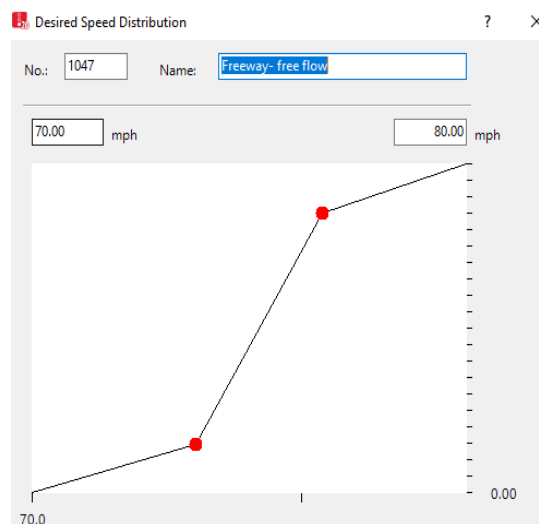 Desired Speed Distribution ? ×
No.: 1047 Name: Freeway- free flow
70.00 mph 80.00 mph
0.00
70.0